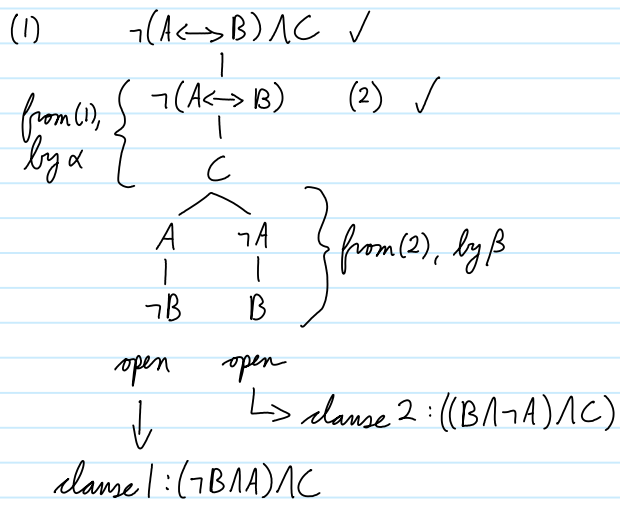 (1) ¬(A↔B)∧C ✓
from(1), ¬(A↔B) (2) ✓
by α
C
A ¬A from(2), by β
¬B B
open open
clause 2 : ((B∧¬A)∧C)
clause 1 : (¬B∧A)∧C